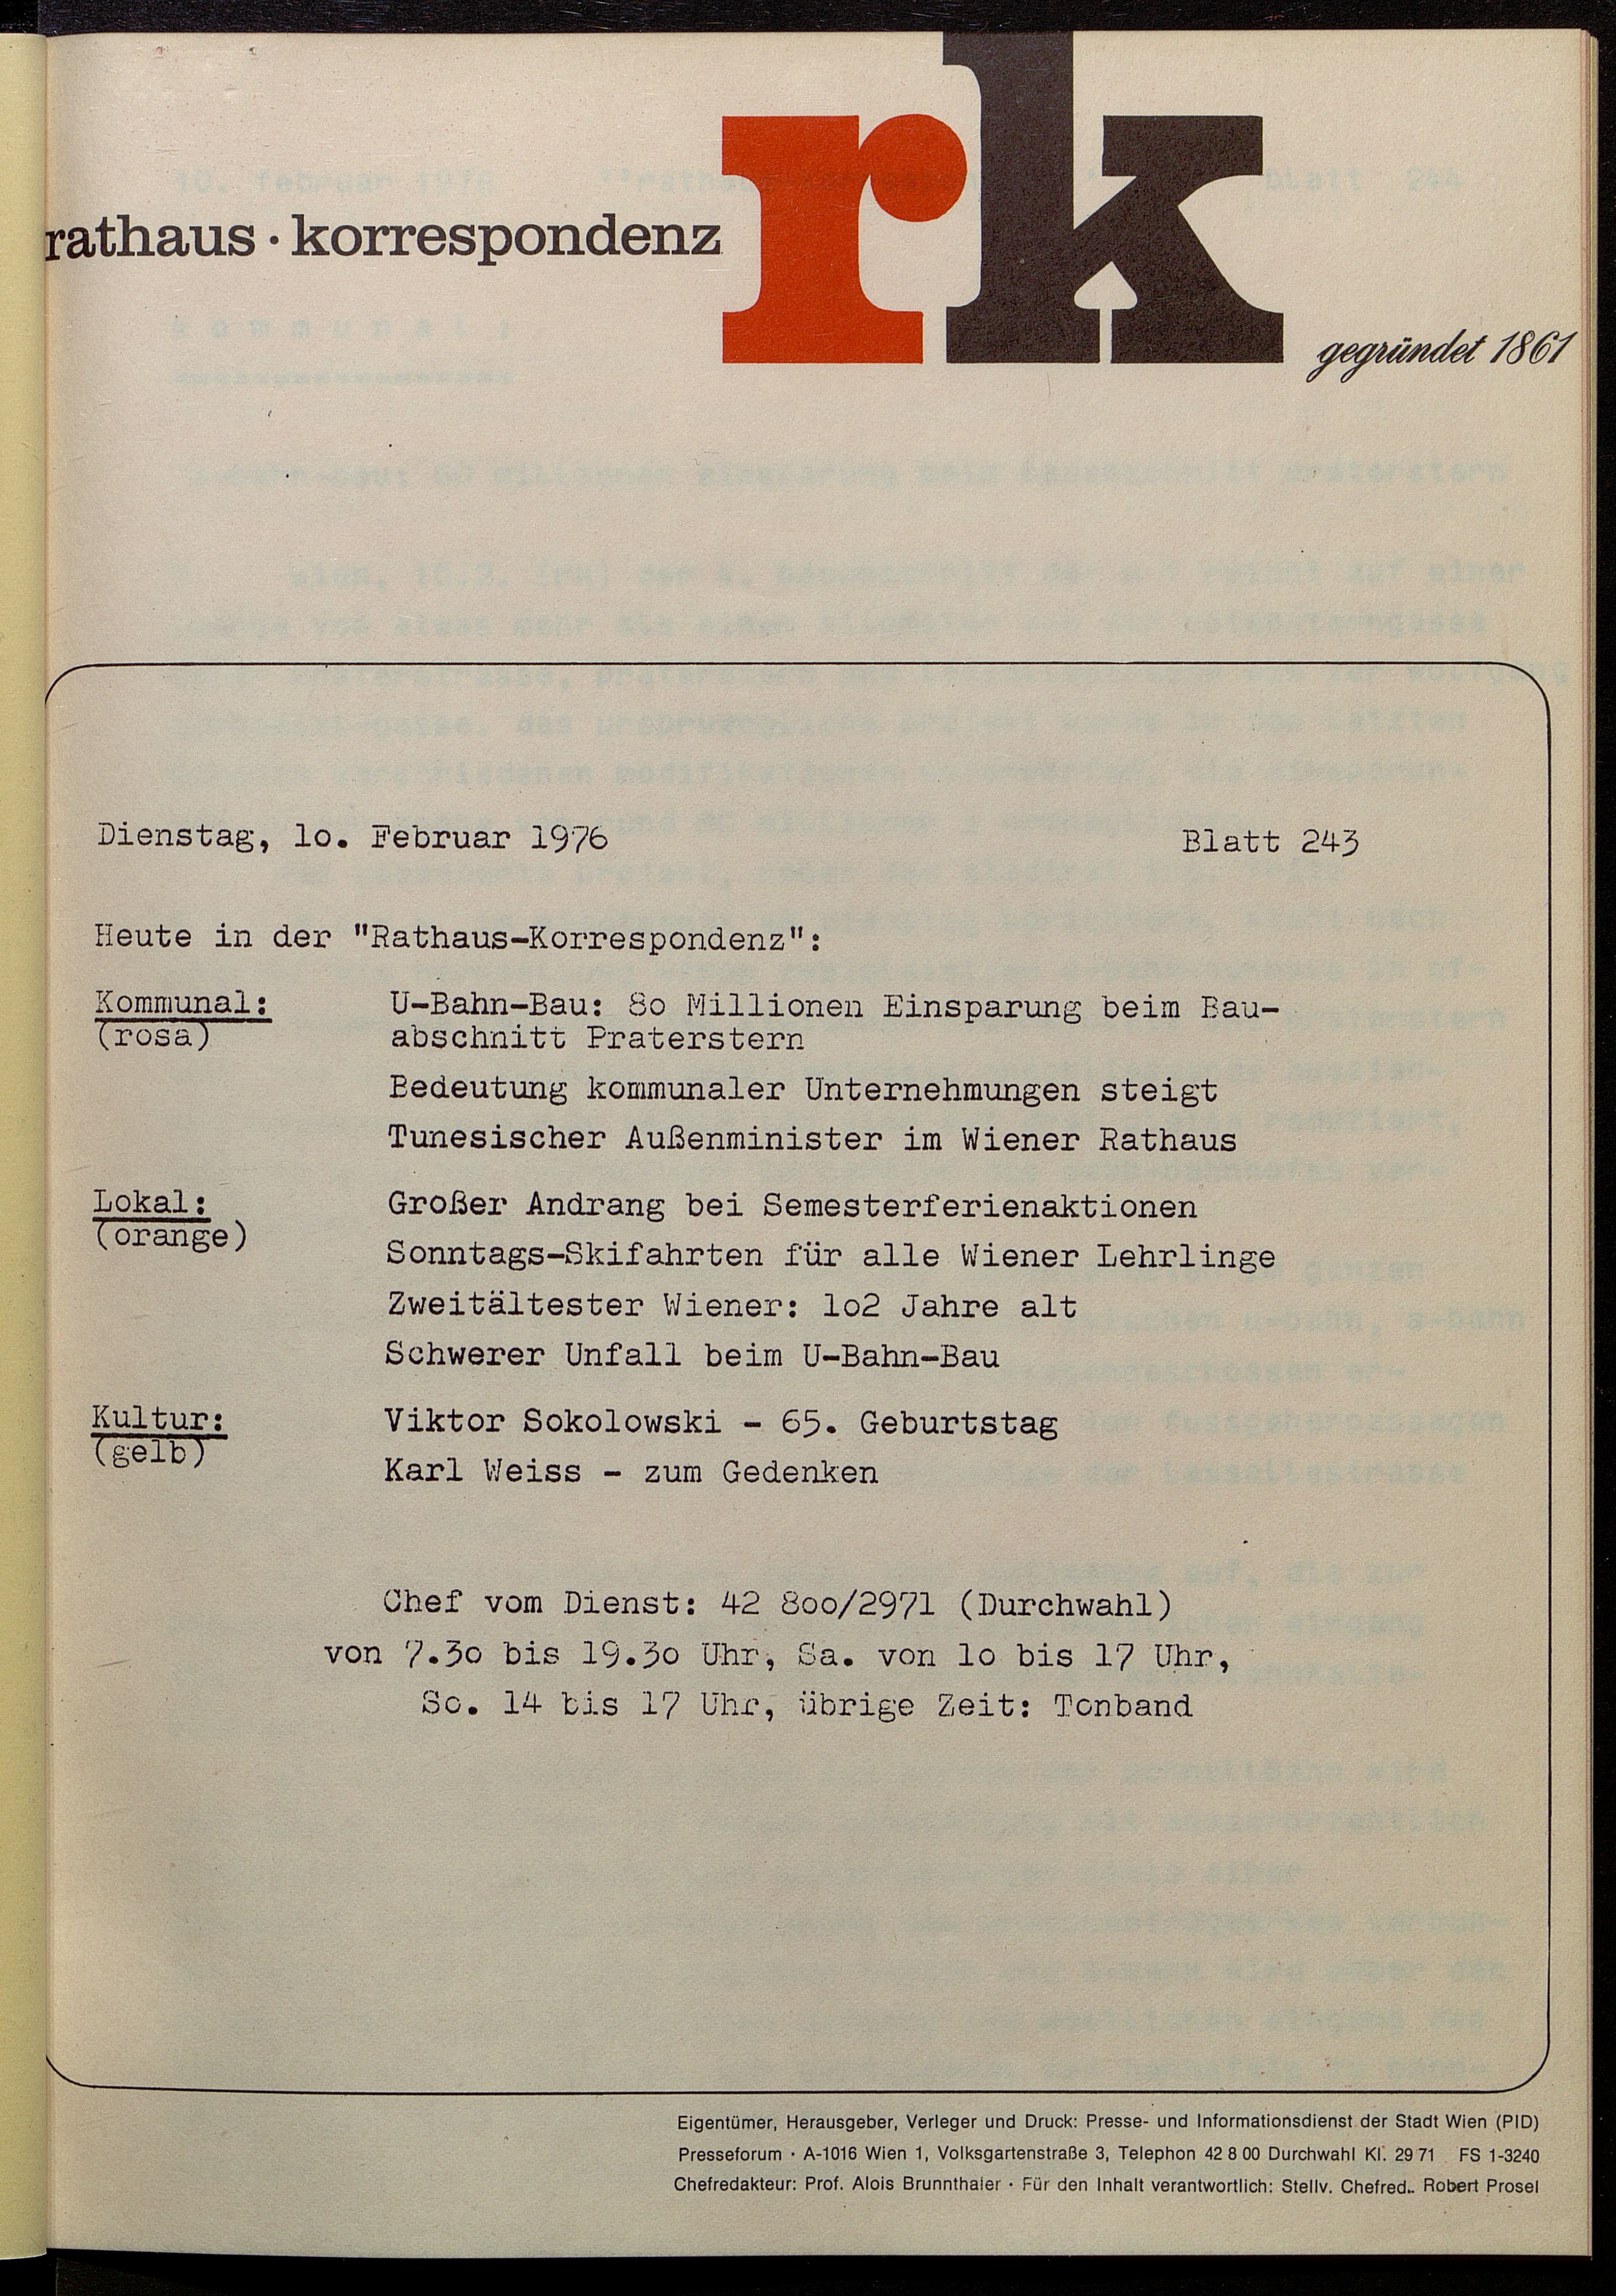 rk
rathaus · korrespondenz
gegründet 1861
Dienstag, lo. Februar 1976 Blatt 243
Heute in der "Rathaus-Korrespondenz":
Kommunal: U-Bahn-Bau: 8o Millionen Einsparung beim Bau-
(rosa) abschnitt Praterstern
Bedeutung kommunaler Unternehmungen steigt
Tunesischer Außenminister im Wiener Rathaus
Lokal: Großer Andrang bei Semesterferienaktionen
(orange)
Sonntags-Skifahrten für alle Wiener Lehrlinge
Zweitältester Wiener: lo2 Jahre alt
Schwerer Unfall beim U-Bahn-Bau
Kultur: Viktor Sokolowski - 65. Geburtstag
(gelb)
Karl Weiss - zum Gedenken
Chef vom Dienst: 42 8oo/2971 (Durchwahl)
von 7.3o bis 19.3o Uhr, Sa. von lo bis 17 Uhr,
So. 14 bis 17 Uhr, übrige Zeit: Tonband
Eigentümer, Herausgeber, Verleger und Druck: Presse- und Informationsdienst der Stadt Wien (PID)
Presseforum · A-1016 Wien 1, Volksgartenstraße 3, Telephon 42 8 00 Durchwahl Kl. 29 71 FS 1-3240
Chefredakteur: Prof. Alois Brunnthaler · Für den Inhalt verantwortlich: Stellv. Chefred.. Robert Prosel